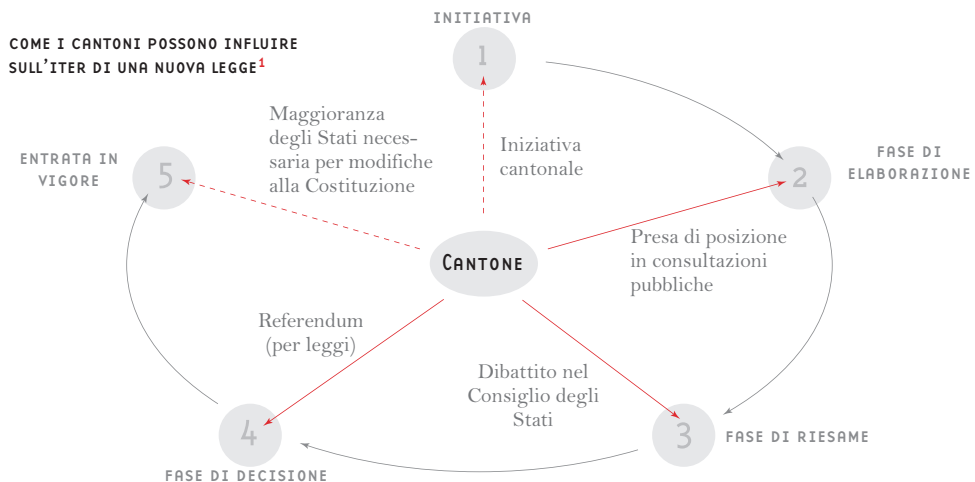 COME I CANTONI POSSONO INFLUIRE
SULL'ITER DI UNA NUOVA LEGGE1
INITIATIVA
1
Iniziativa
cantonale
FASE DI
ELABORAZIONE
2
Presa di posizione
in consultazioni
pubbliche
Maggioranza
degli Stati neces-
saria per modifiche
alla Costituzione
ENTRATA IN
VIGORE
5
CANTONE
Referendum
(per leggi)
Dibattito nel
Consiglio degli
Stati
4
FASE DI DECISIONE
3
FASE DI RIESAME